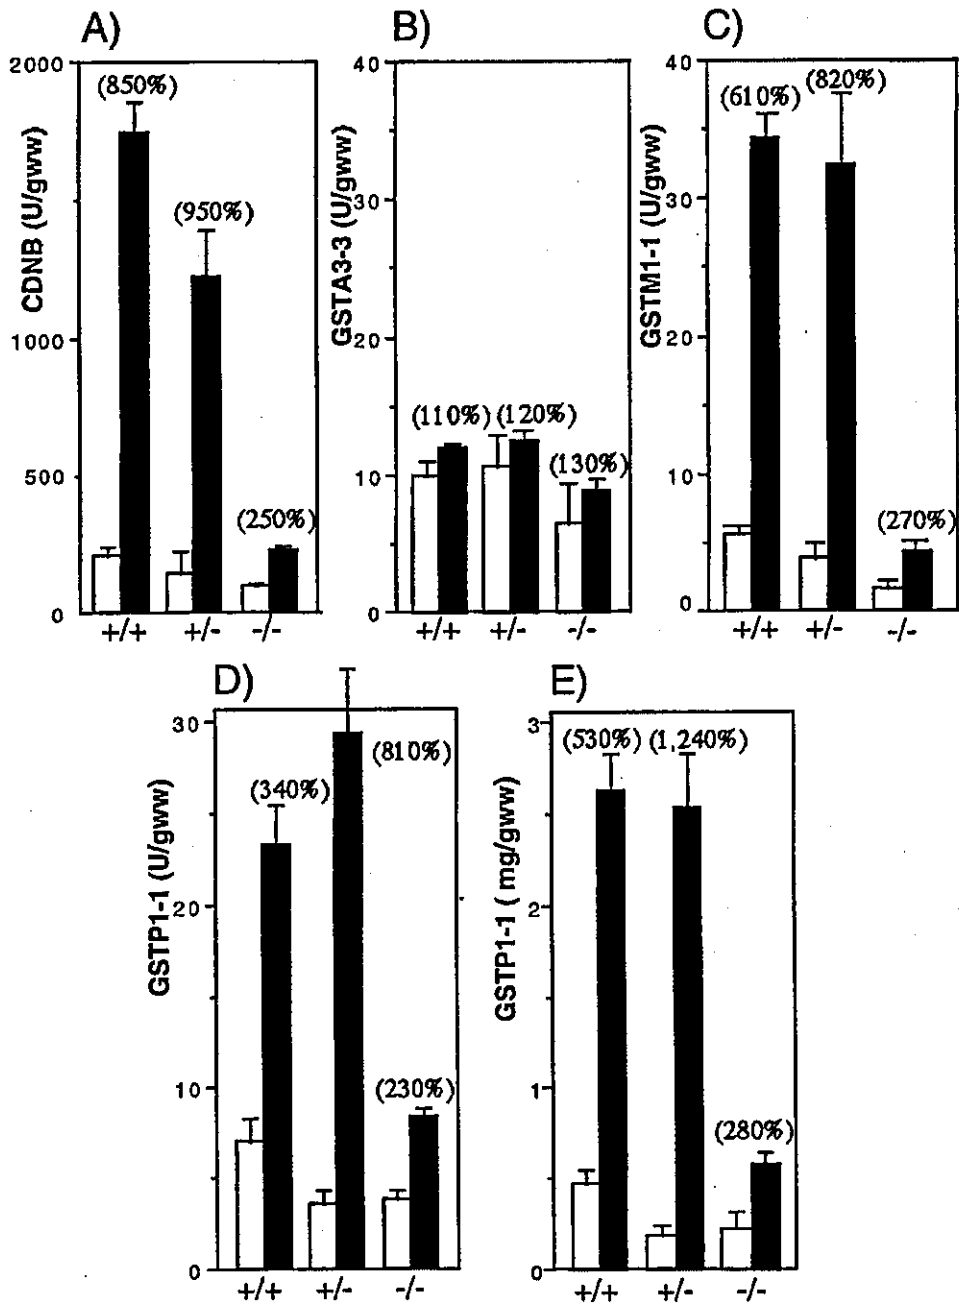 A)
CDNB (U/gww)
2000
1000
500
0
(850%)
(950%)
(250%)
+/+ +/- -/-
B)
GSTA3-3 (U/gww)
40
30
20
10
0
(110%) (120%)
(130%)
+/+ +/- -/-
C)
GSTM1-1 (U/gww)
40
30
20
10
0
(610%) (820%)
(270%)
+/+ +/- -/-
D)
GSTP1-1 (U/gww)
30
20
10
0
(340%)
(810%)
(230%)
+/+ +/- -/-
E)
GSTP1-1 ( mg/gww)
3
2
1
0
(530%) (1,240%)
(280%)
+/+ +/- -/-